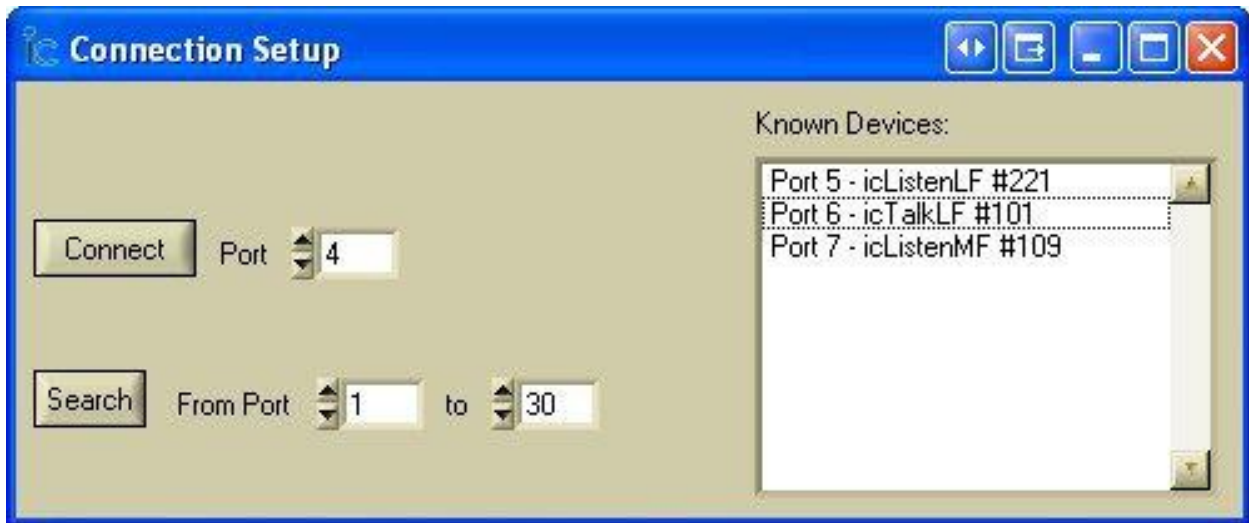 ic Connection Setup
Known Devices:
Port 5 - icListenLF #221
Port 6 - icTalkLF #101
Port 7 - icListenMF #109
Connect Port 4
Search From Port 1 to 30